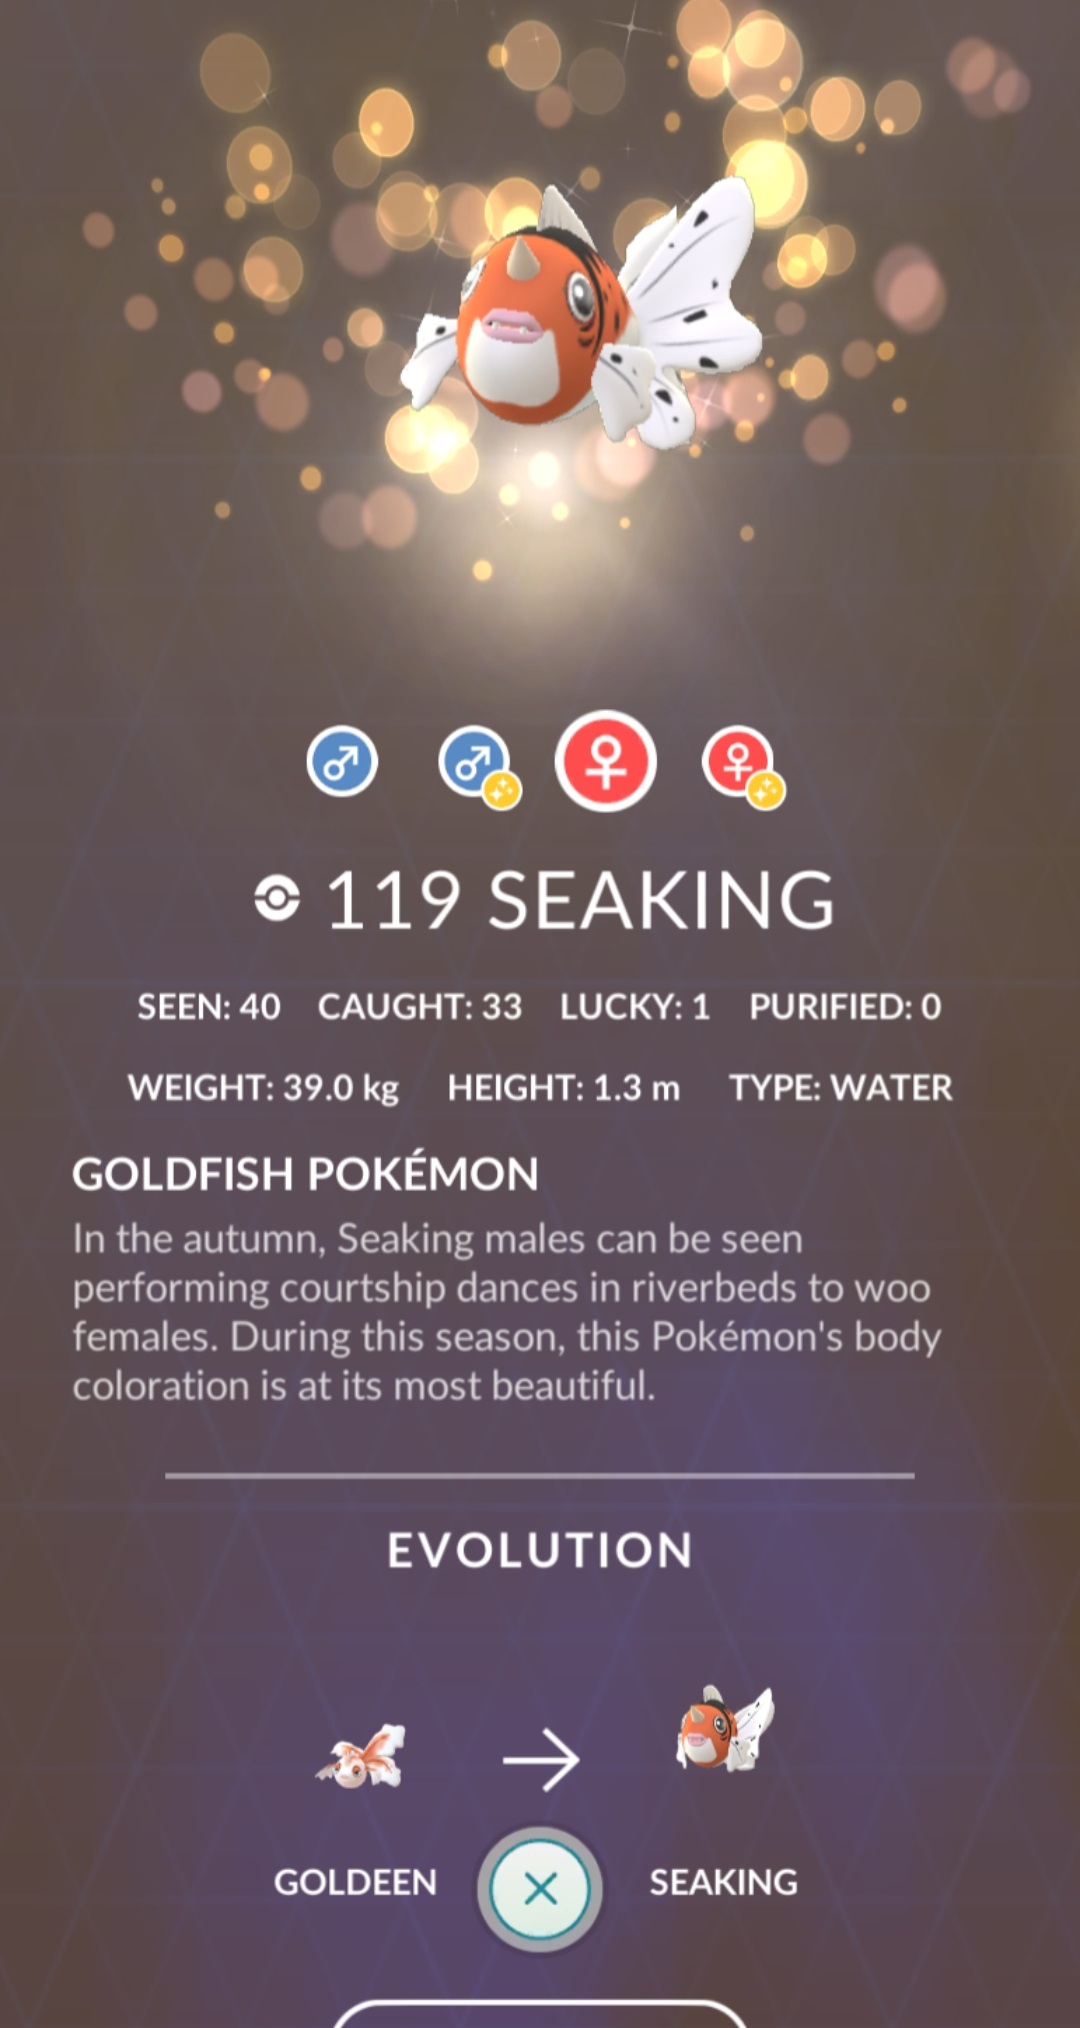 119 SEAKING
SEEN: 40 CAUGHT: 33 LUCKY: 1 PURIFIED: 0
WEIGHT: 39.0 kg HEIGHT: 1.3 m TYPE: WATER
GOLDFISH POKÉMON
In the autumn, Seaking males can be seen
performing courtship dances in riverbeds to woo
females. During this season, this Pokémon's body
coloration is at its most beautiful.
EVOLUTION
GOLDEEN SEAKING